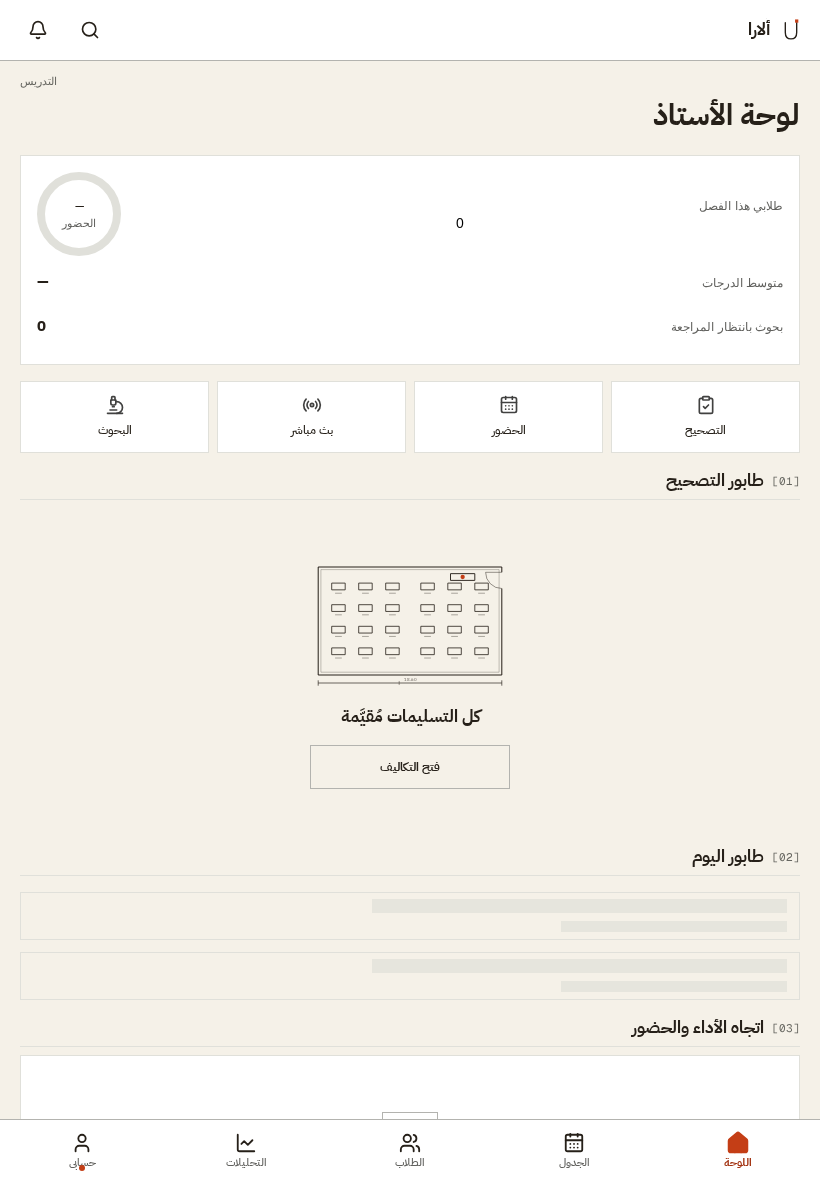 ألارا
التدريس
لوحة الأستاذ
طلابي هذا الفصل
0
–
الحضور
متوسط الدرجات
–
بحوث بانتظار المراجعة
0
التصحيح
الحضور
بث مباشر
البحوث
[01] طابور التصحيح
كل التسليمات مُقيَّمة
فتح التكاليف
[02] طابور اليوم
[03] اتجاه الأداء والحضور
اللوحة
الجدول
الطلاب
التحليلات
حسابي